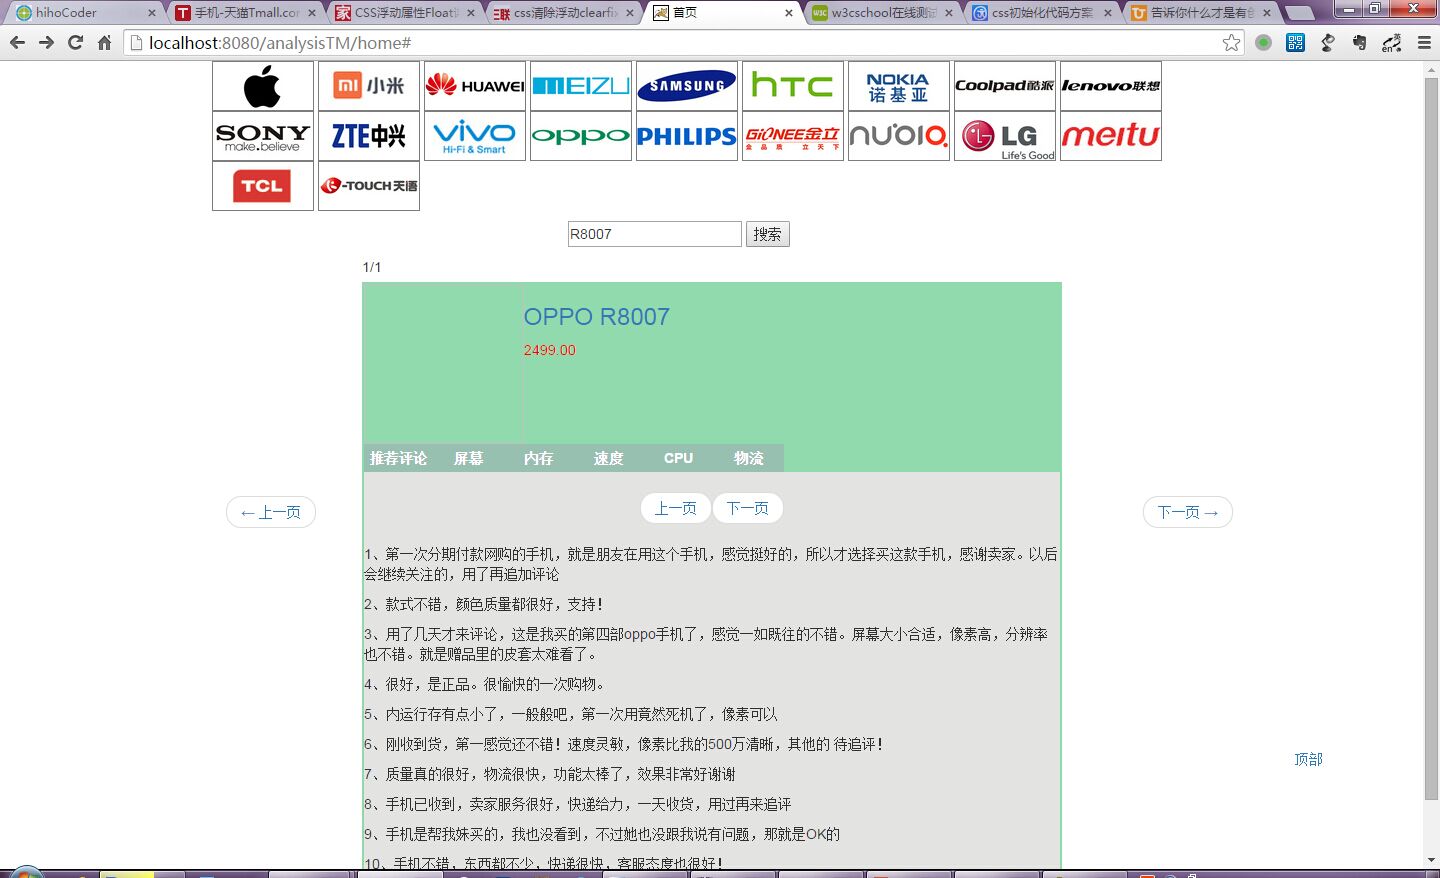 hihoCoder
手机-天猫Tmall.com
CSS浮动属性Float
css清除浮动clearfix
首页
w3cschool在线测试
css初始化代码方案
告诉你什么才是有
localhost:8080/analysisTM/home#
英
en
小米
HUAWEI
MEIZU
SAMSUNG
hTC
NOKIA
诺基亚
Coolpad酷派
lenovo联想
SONY
make.believe
ZTE中兴
vivo
Hi-Fi & Smart
oppo
PHILIPS
GIONEE金立
金品质 立天下
nubia
LG
Life's Good
meitu
TCL
K-TOUCH天语
R8007
搜索
1/1
OPPO R8007
2499.00
推荐评论 屏幕 内存 速度 CPU 物流
←上一页
上一页 下一页
下一页→
1、第一次分期付款网购的手机，就是朋友在用这个手机，感觉挺好的，所以才选择买这款手机，感谢卖家。以后
会继续关注的，用了再追加评论
2、款式不错，颜色质量都很好，支持！
3、用了几天才来评论，这是我买的第四部oppo手机了，感觉一如既往的不错。屏幕大小合适，像素高，分辨率
也不错。就是赠品里的皮套太难看了。
4、很好，是正品。很愉快的一次购物。
5、内运行存有点小了，一般般吧，第一次用竟然死机了，像素可以
6、刚收到货，第一感觉还不错！速度灵敏，像素比我的500万清晰，其他的 待追评！
顶部
7、质量真的很好，物流很快，功能太棒了，效果非常好谢谢
8、手机已收到，卖家服务很好，快递给力，一天收货，用过再来追评
9、手机是帮我妹买的，我也没看到，不过她也没跟我说有问题，那就是OK的
10、手机不错，东西都不少，快递很快，客服态度也很好！